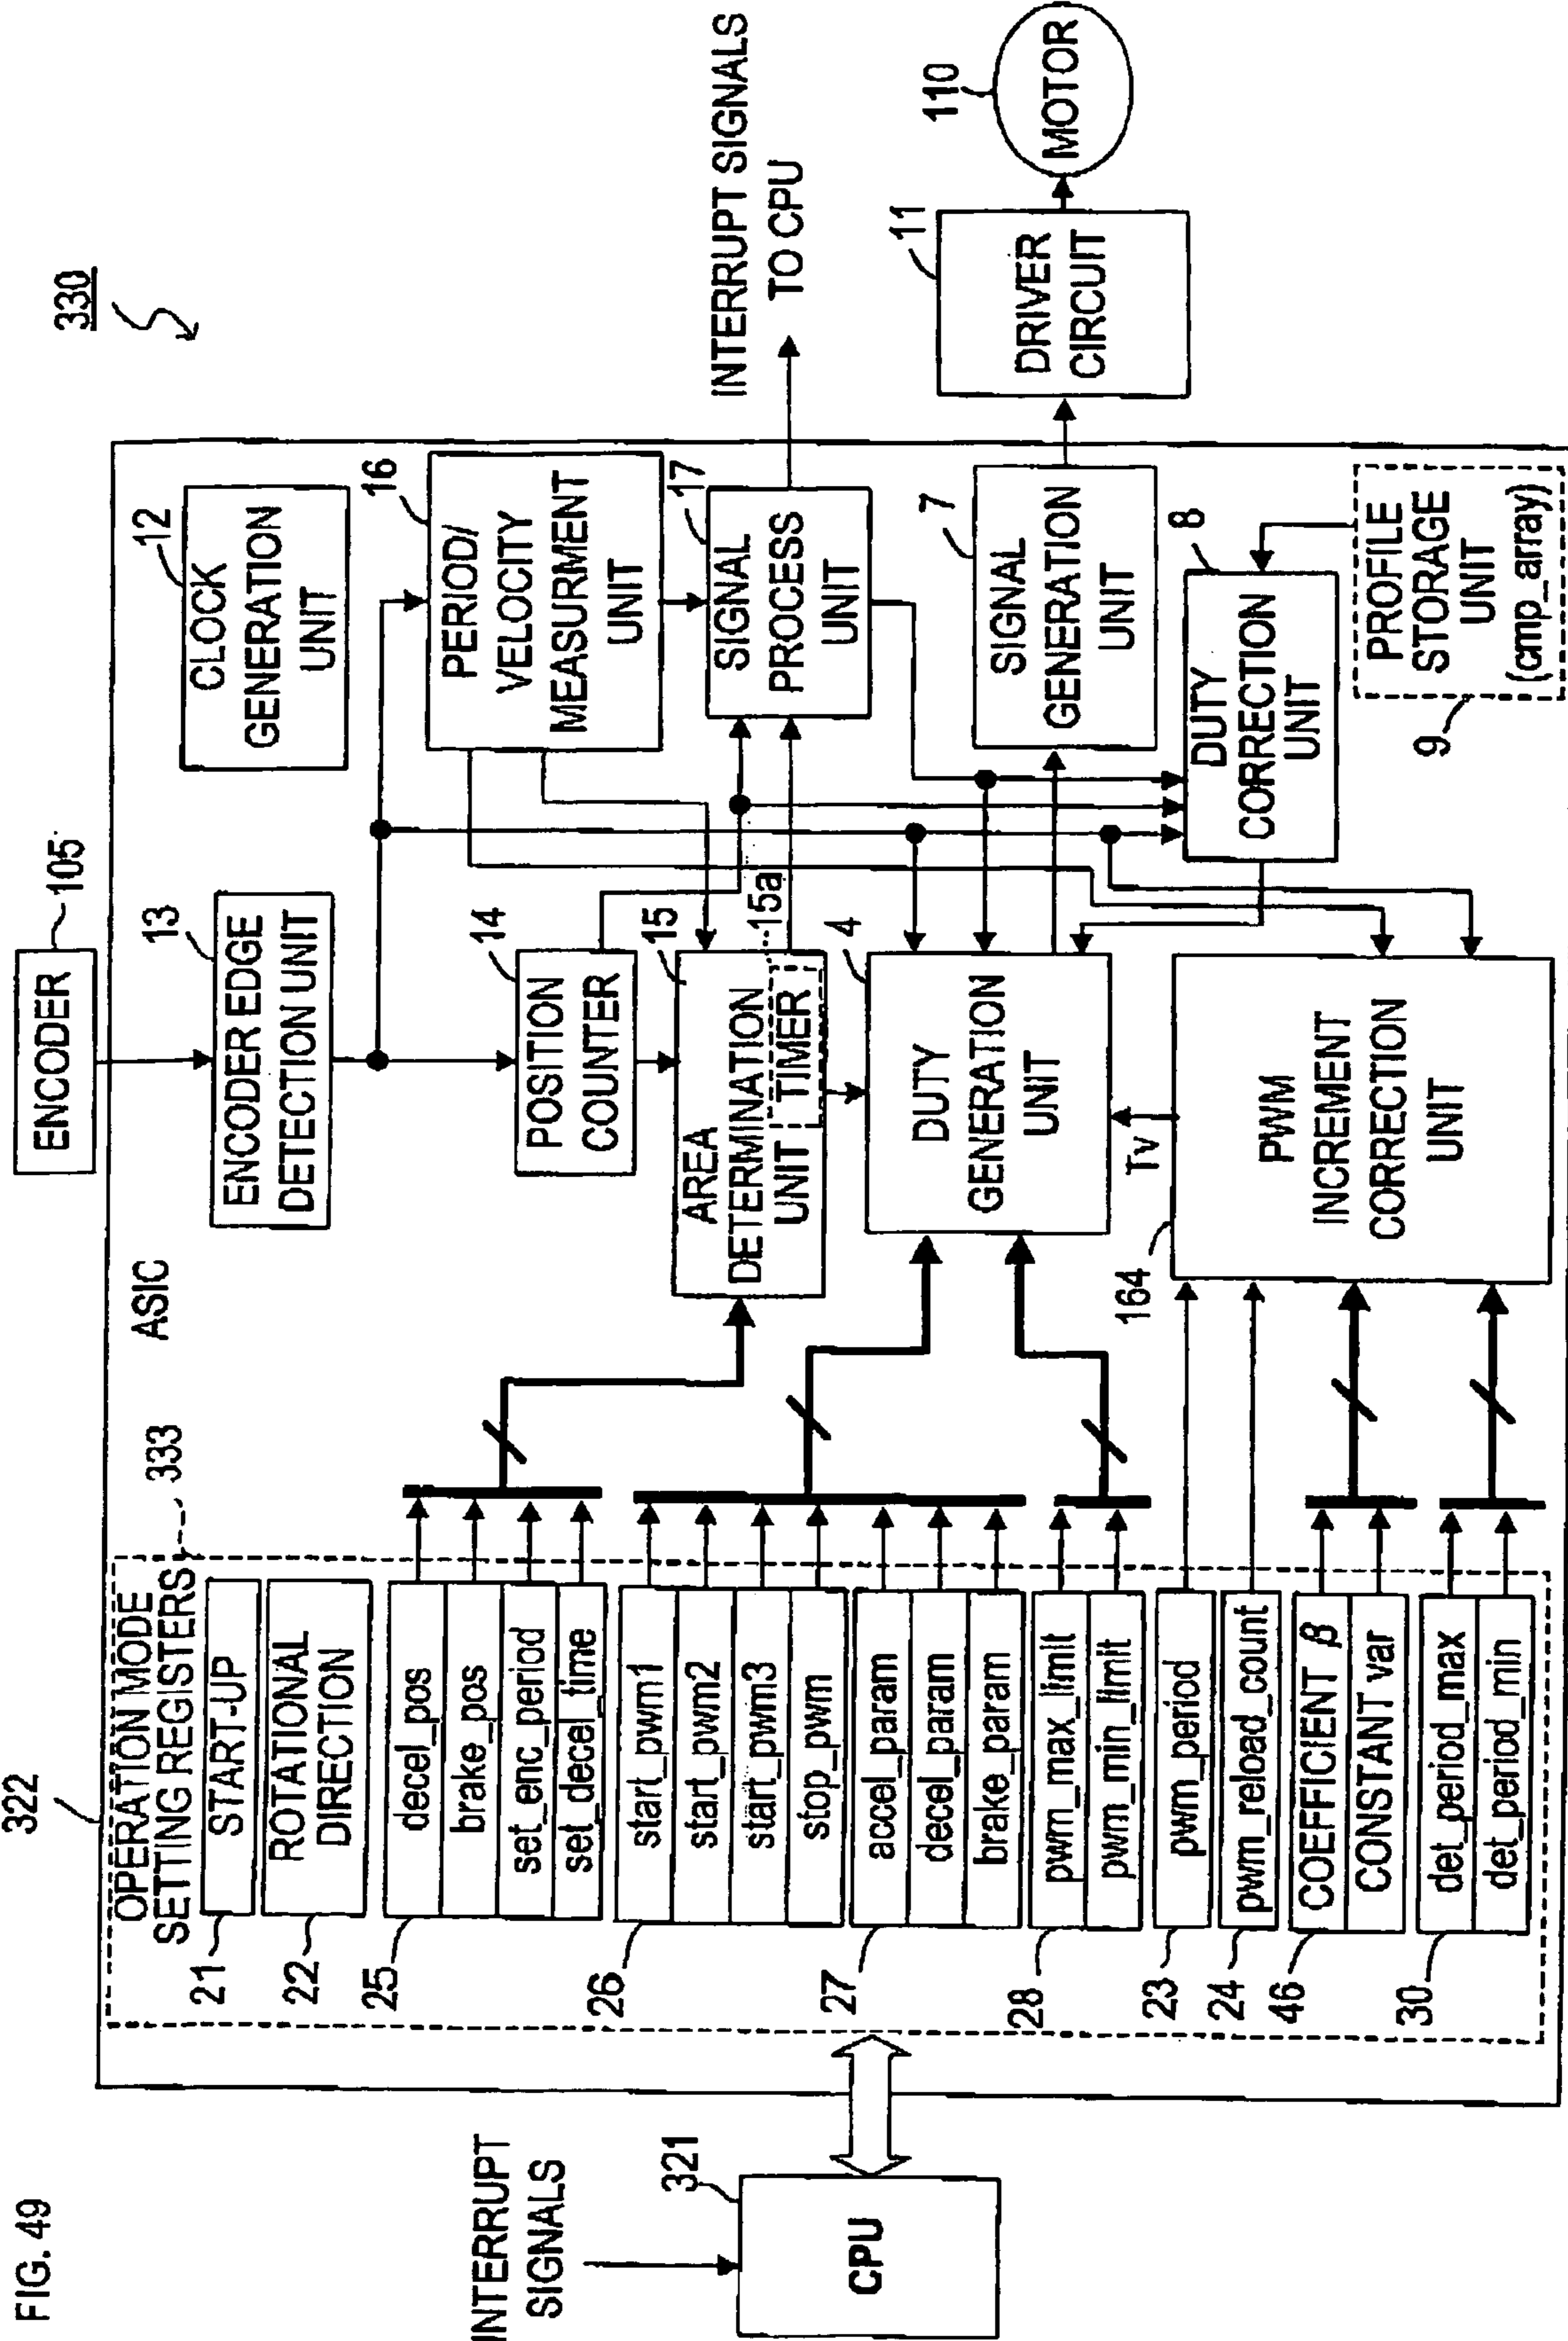 FIG. 49
330
322
ENCODER
105
INTERRUPT
SIGNALS
321
CPU
OPERATION MODE
SETTING REGISTERS
333
ASIC
21
START-UP
22
ROTATIONAL
DIRECTION
25
decel_pos
brake_pos
set_enc_period
set_decel_time
26
start_pwm1
start_pwm2
start_pwm3
stop_pwm
27
accel_param
decel_param
brake_param
28
pwm_max_limit
pwm_min_limit
23
pwm_period
24
pwm_reload_count
46
COEFFICIENT β
CONSTANT var
30
det_period_max
det_period_min
13
ENCODER EDGE
DETECTION UNIT
14
POSITION
COUNTER
15
AREA
DETERMINATION
UNIT
TIMER
15a
4
DUTY
GENERATION
UNIT
Tv
164
PWM
INCREMENT
CORRECTION
UNIT
12
CLOCK
GENERATION
UNIT
16
PERIOD/
VELOCITY
MEASURMENT
UNIT
17
SIGNAL
PROCESS
UNIT
7
SIGNAL
GENERATION
UNIT
8
DUTY
CORRECTION
UNIT
9
PROFILE
STORAGE
UNIT
(cmp_array)
INTERRUPT SIGNALS
TO CPU
11
DRIVER
CIRCUIT
110
MOTOR